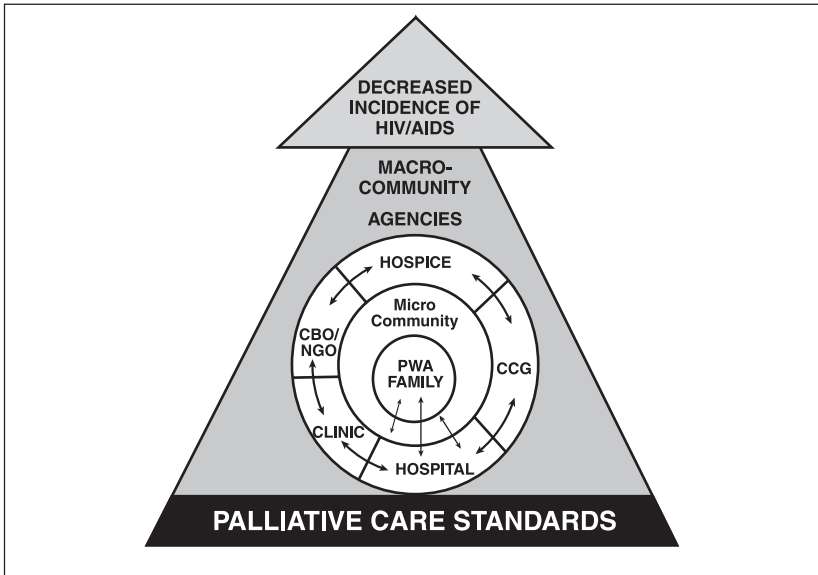 DECREASED
INCIDENCE OF
HIV/AIDS
MACRO-
COMMUNITY
AGENCIES
HOSPICE
Micro
Community
CBO/
NGO
PWA
FAMILY
CCG
CLINIC
HOSPITAL
PALLIATIVE CARE STANDARDS